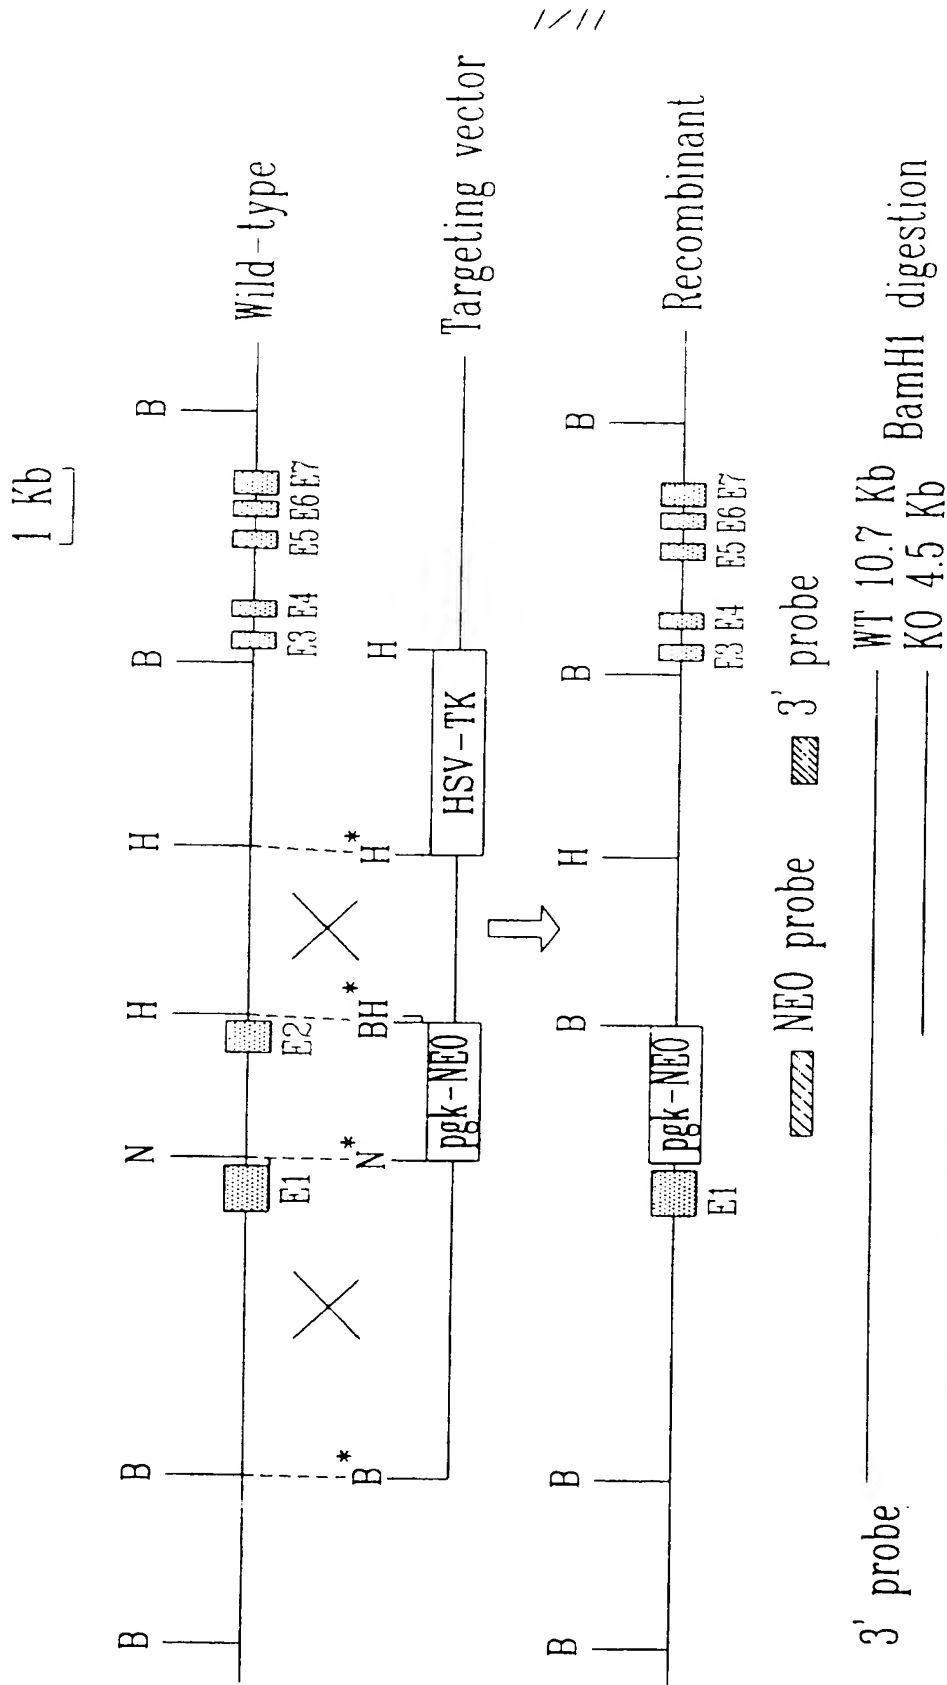 1/11
1 Kb
B B N H H B B
Wild-type
E1 E2 E3 E4 E5 E6 E7
* * * *
B N BH H H
pgk-NEO HSV-TK
Targeting vector
B B B H B B
pgk-NEO
Recombinant
E1 E3 E4 E5 E6 E7
NEO probe 3' probe
3' probe
WT 10.7 Kb
KO 4.5 Kb
BamH1 digestion